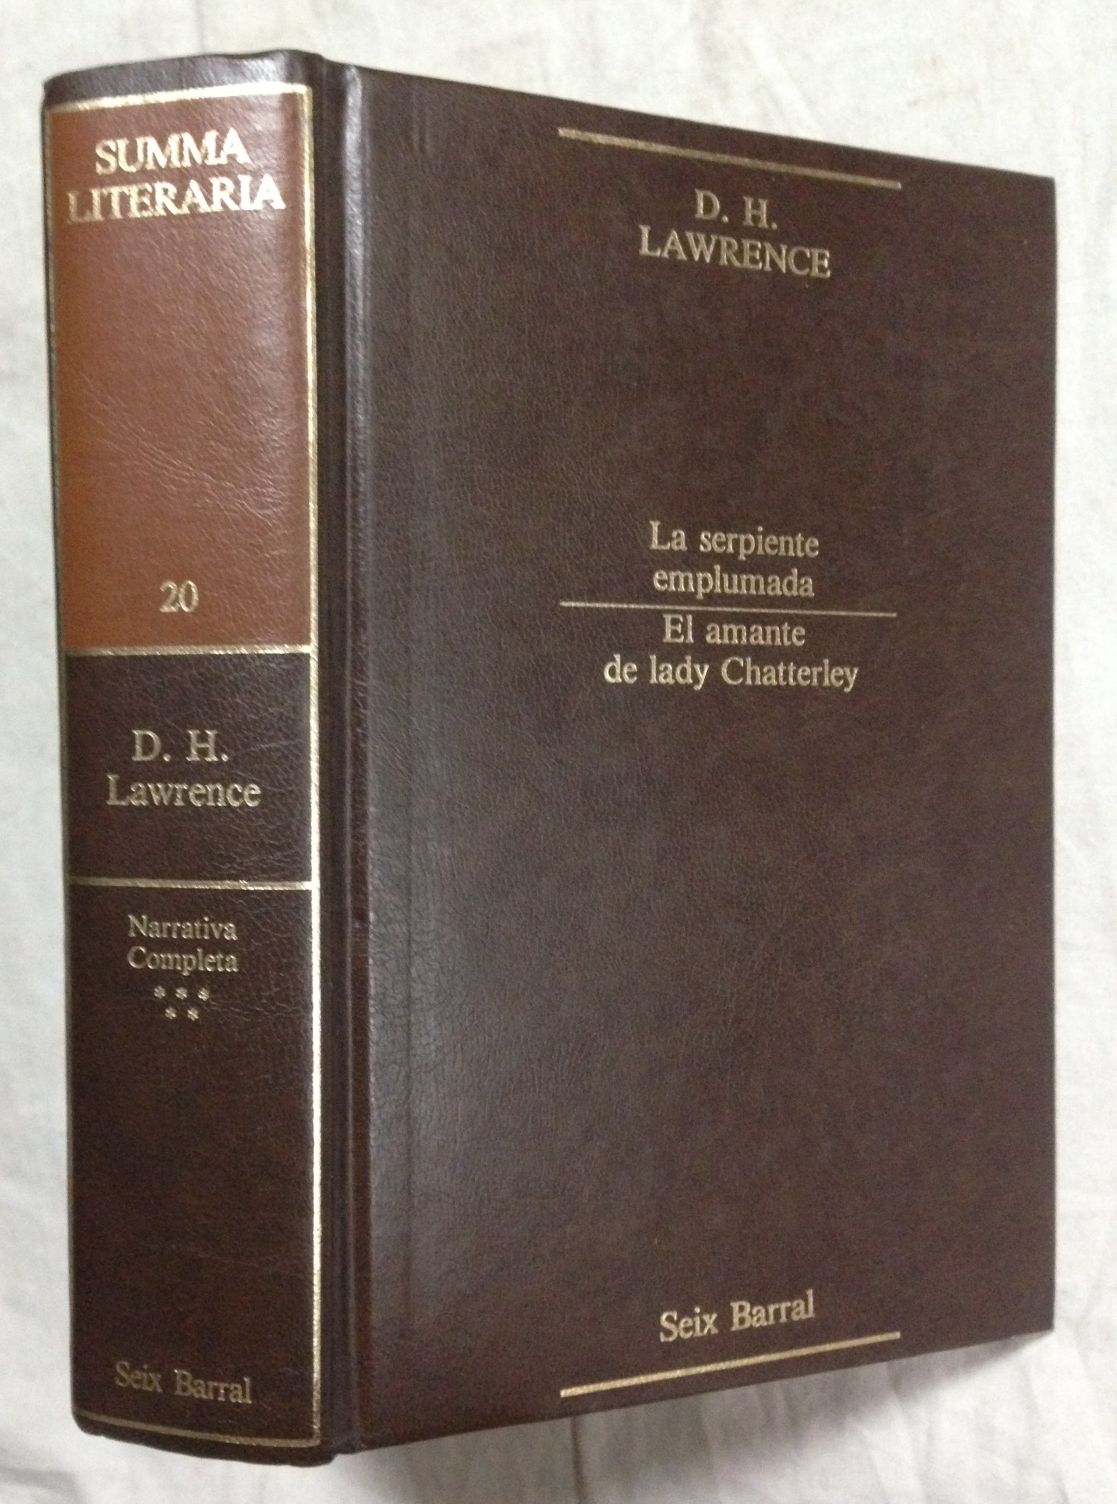 SUMMA
LITERARIA
20
D. H.
Lawrence
Narrativa
Completa
* * *
* *
Seix Barral
D. H.
LAWRENCE
La serpiente
emplumada
El amante
de lady Chatterley
Seix Barral